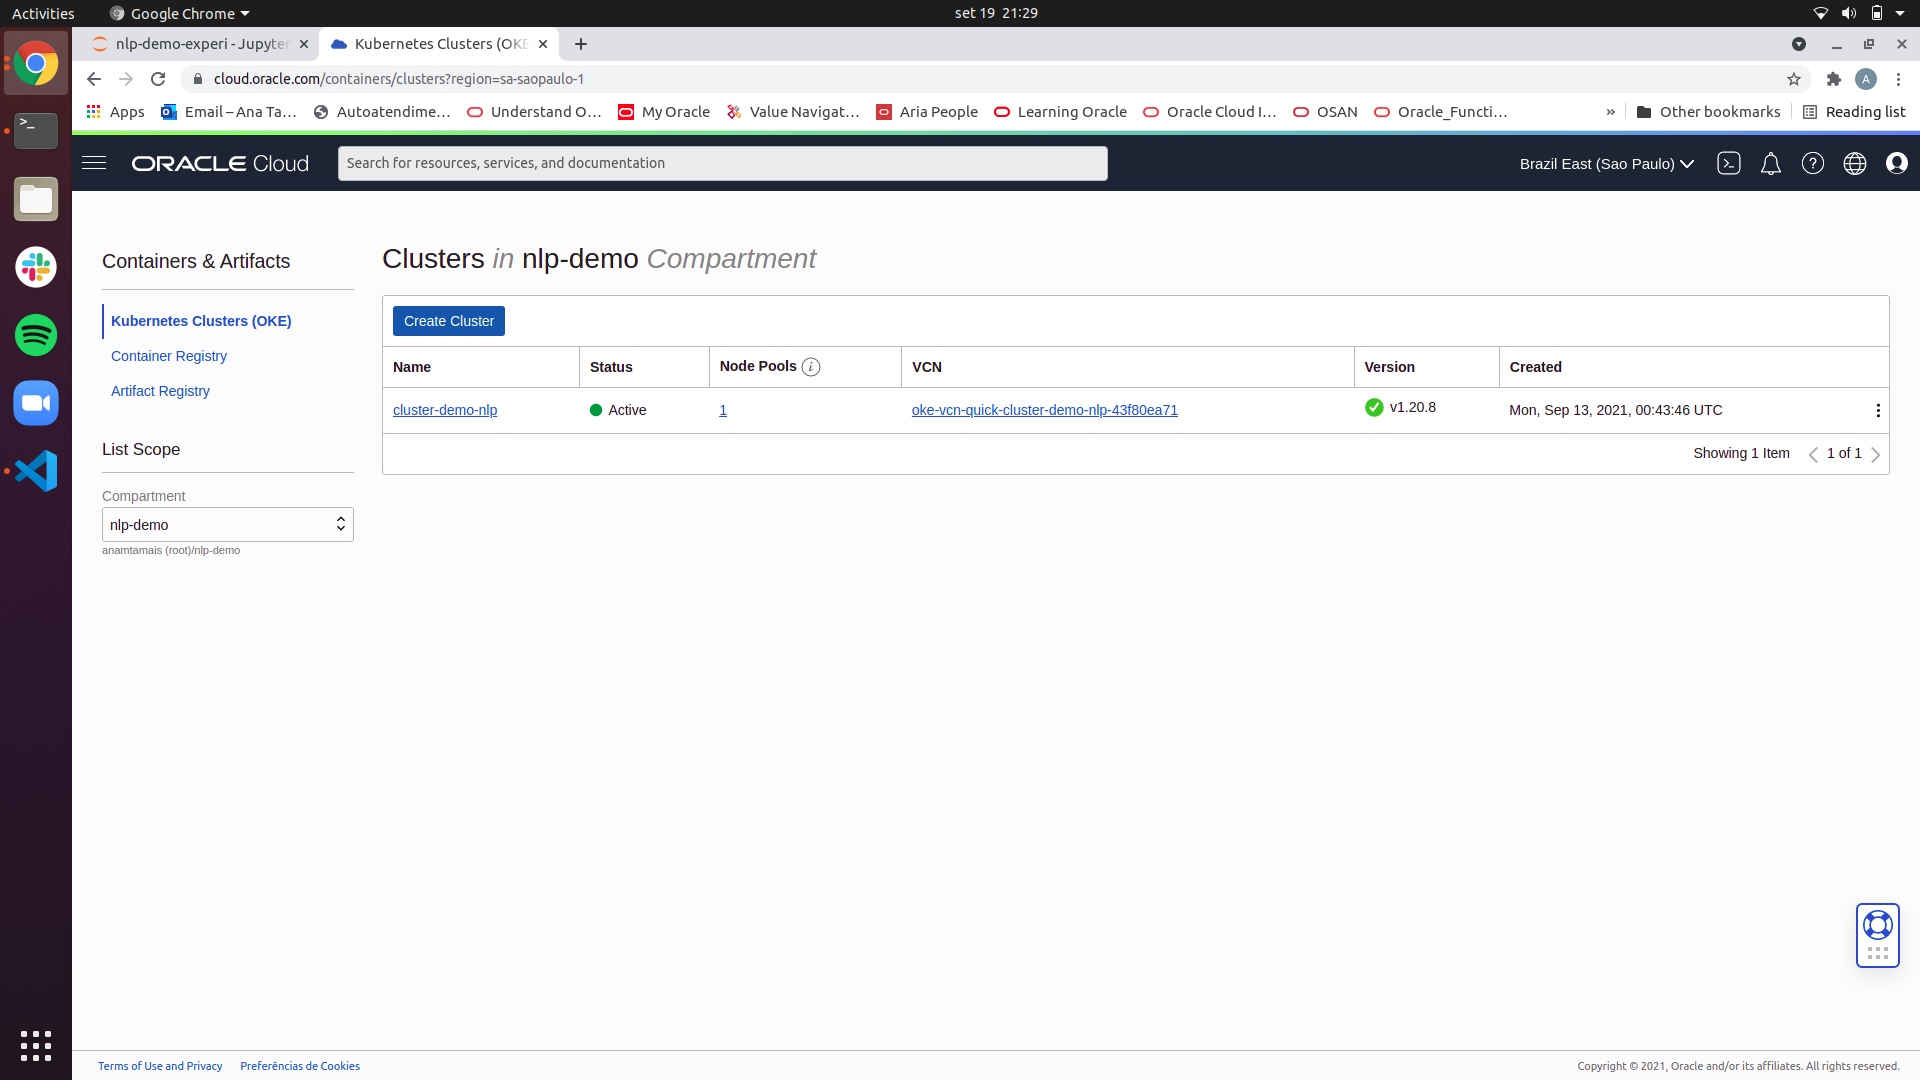 Activities
Google Chrome
set 19 21:29
nlp-demo-experi - Jupyter
Kubernetes Clusters (OKE
cloud.oracle.com/containers/clusters?region=sa-saopaulo-1
A
Apps
Email – Ana Ta…
Autoatendime…
Understand O…
My Oracle
Value Navigat…
Aria People
Learning Oracle
Oracle Cloud I…
OSAN
Oracle_Functi…
»
Other bookmarks
Reading list
ORACLE Cloud
Search for resources, services, and documentation
Brazil East (Sao Paulo)
Containers & Artifacts
Kubernetes Clusters (OKE)
Container Registry
Artifact Registry
List Scope
Compartment
nlp-demo
anamtamais (root)/nlp-demo
Clusters in nlp-demo Compartment
Create Cluster
Name Status Node Pools i VCN Version Created
cluster-demo-nlp Active 1 oke-vcn-quick-cluster-demo-nlp-43f80ea71 v1.20.8 Mon, Sep 13, 2021, 00:43:46 UTC
Showing 1 Item 1 of 1
Terms of Use and Privacy Preferências de Cookies
Copyright © 2021, Oracle and/or its affiliates. All rights reserved.